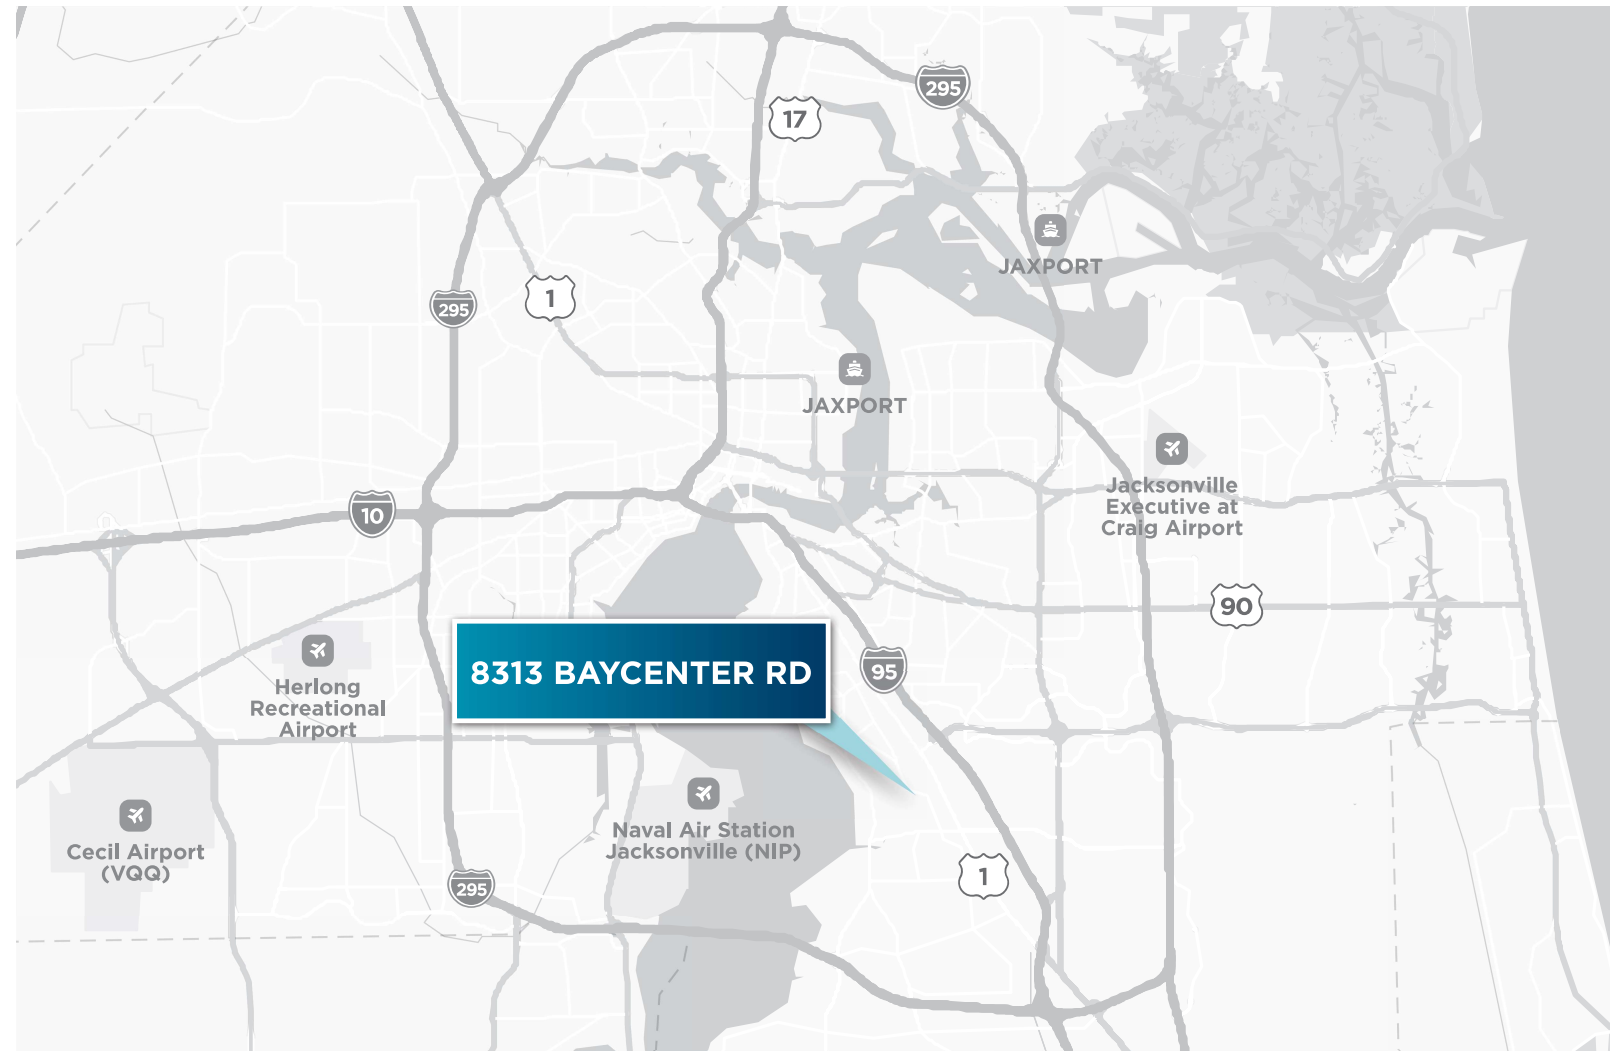 295
17
JAXPORT
295
1
JAXPORT
Jacksonville
Executive at
Craig Airport
10
90
8313 BAYCENTER RD
95
Herlong
Recreational
Airport
Naval Air Station
Jacksonville (NIP)
Cecil Airport
(VQQ)
295
1